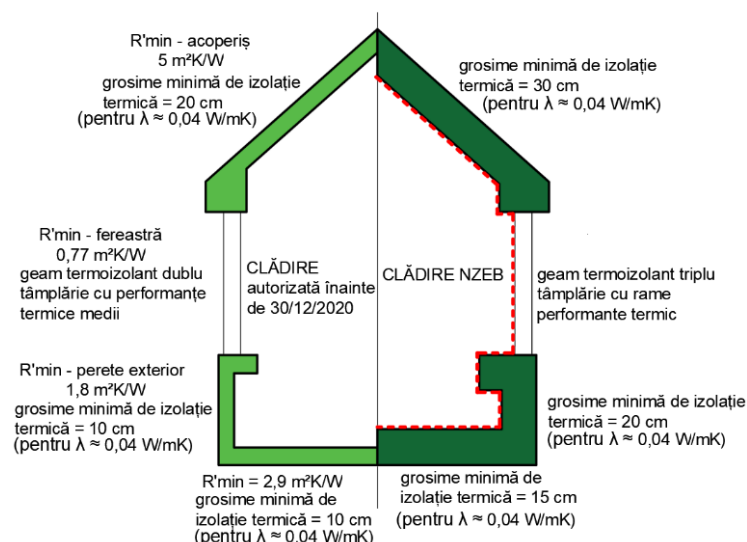 R'min - acoperiș
5 m²K/W
grosime minimă de izolație
termică = 20 cm
(pentru λ ≈ 0,04 W/mK)
grosime minimă de izolație
termică = 30 cm
(pentru λ ≈ 0,04 W/mK)
R'min - fereastră
0,77 m²K/W
geam termoizolant dublu
tâmplărie cu performanțe
termice medii
CLĂDIRE
autorizată înainte
de 30/12/2020
CLĂDIRE NZEB
geam termoizolant triplu
tâmplărie cu rame
performante termic
R'min - perete exterior
1,8 m²K/W
grosime minimă de izolație
termică = 10 cm
(pentru λ ≈ 0,04 W/mK)
grosime minimă de izolație
termică = 20 cm
(pentru λ ≈ 0,04 W/mK)
R'min = 2,9 m²K/W
grosime minimă de
izolație termică = 10 cm
(pentru λ ≈ 0,04 W/mK)
grosime minimă de
izolație termică = 15 cm
(pentru λ ≈ 0,04 W/mK)